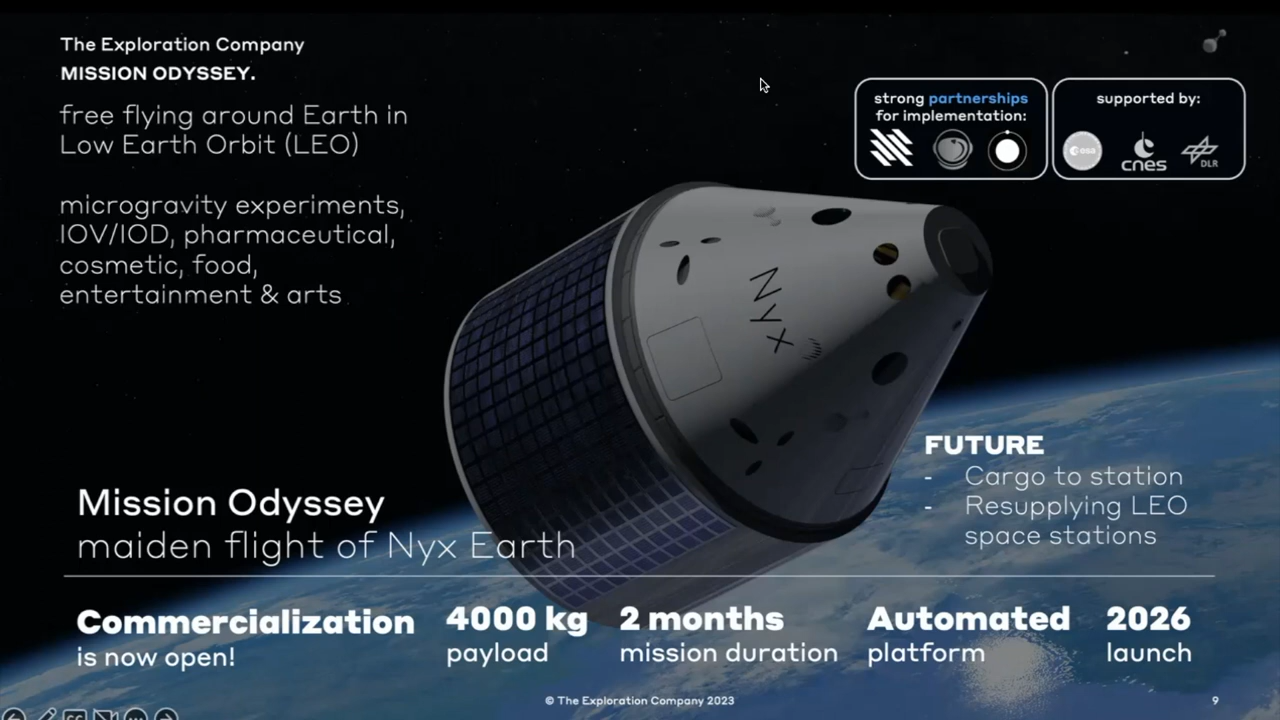 The Exploration Company
MISSION ODYSSEY.
free flying around Earth in
Low Earth Orbit (LEO)
microgravity experiments,
IOV/IOD, pharmaceutical,
cosmetic, food,
entertainment & arts
strong partnerships
for implementation:
supported by:
esa
cnes
DLR
Nyx
FUTURE
- Cargo to station
- Resupplying LEO
space stations
Mission Odyssey
maiden flight of Nyx Earth
Commercialization
is now open!
4000 kg
payload
2 months
mission duration
Automated
platform
2026
launch
© The Exploration Company 2023
9